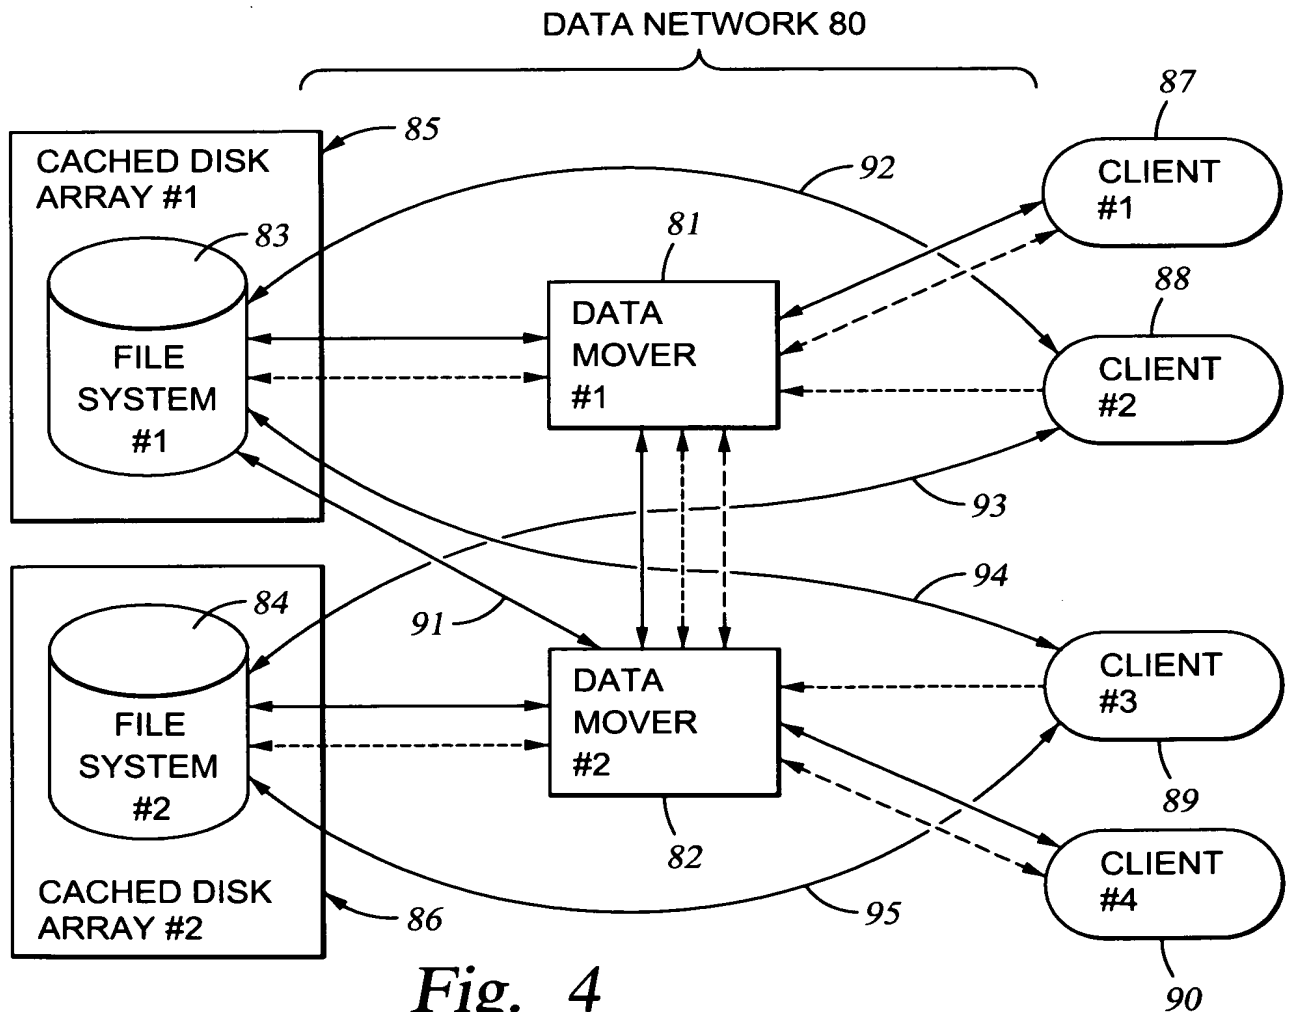 DATA NETWORK 80
87
85
CACHED DISK
ARRAY #1
92
CLIENT
#1
83
81
88
DATA
MOVER
#1
FILE
SYSTEM
#1
CLIENT
#2
93
94
91
84
CLIENT
#3
DATA
MOVER
#2
FILE
SYSTEM
#2
89
82
CLIENT
#4
CACHED DISK
ARRAY #2
86
95
90
Fig. 4